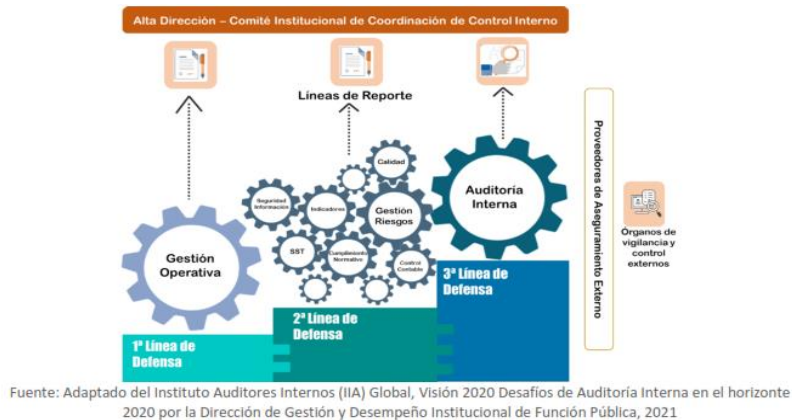 Alta Dirección – Comité Institucional de Coordinación de Control Interno
Líneas de Reporte
Calidad
Seguridad
Información
Indicadores
Gestión
Riesgos
SST
Cumplimiento
Normativo
Control
Contable
Auditoría
Interna
Gestión
Operativa
1ª Línea de
Defensa
2ª Línea de
Defensa
3ª Línea de
Defensa
Proveedores de Aseguramiento Externo
Órganos de
vigilancia y
control
externos
Fuente: Adaptado del Instituto Auditores Internos (IIA) Global, Visión 2020 Desafíos de Auditoría Interna en el horizonte
2020 por la Dirección de Gestión y Desempeño Institucional de Función Pública, 2021